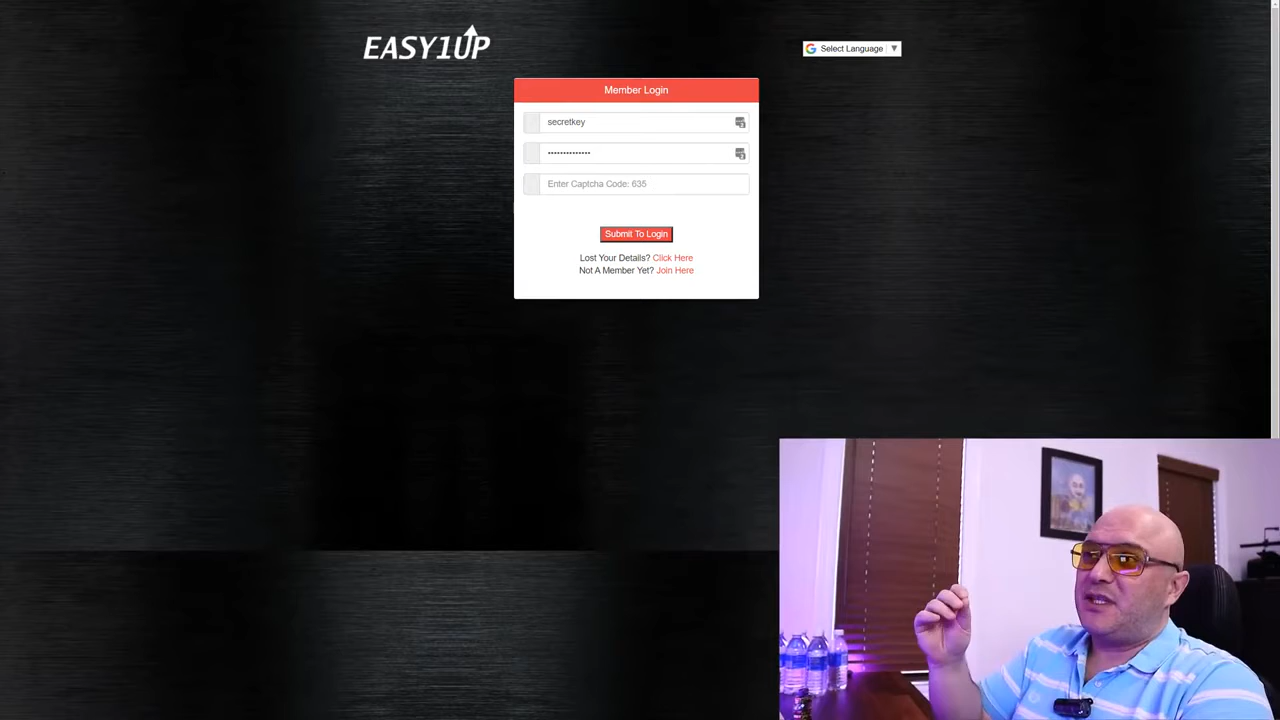 EASY1UP
Select Language
Member Login
secretkey
••••••••••••••
Enter Captcha Code: 635
Submit To Login
Lost Your Details? Click Here
Not A Member Yet? Join Here